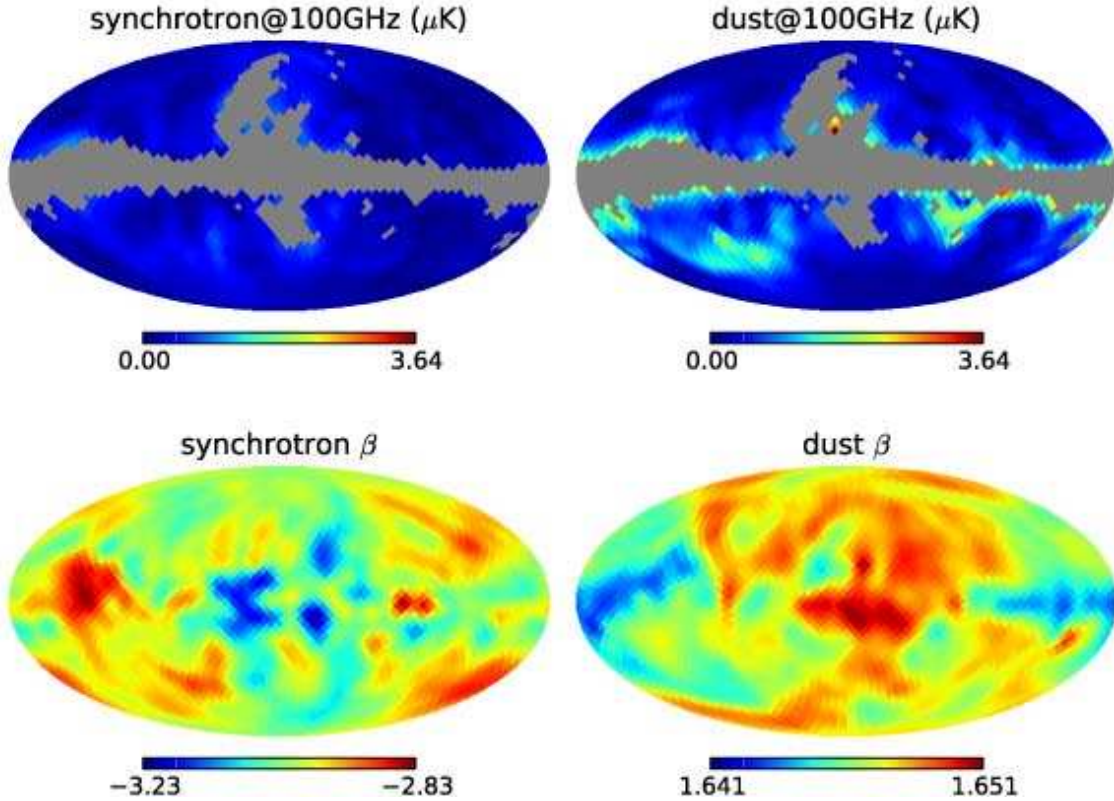 synchrotron@100GHz (μK)
dust@100GHz (μK)
0.00 3.64
0.00 3.64
synchrotron β
dust β
−3.23 −2.83
1.641 1.651